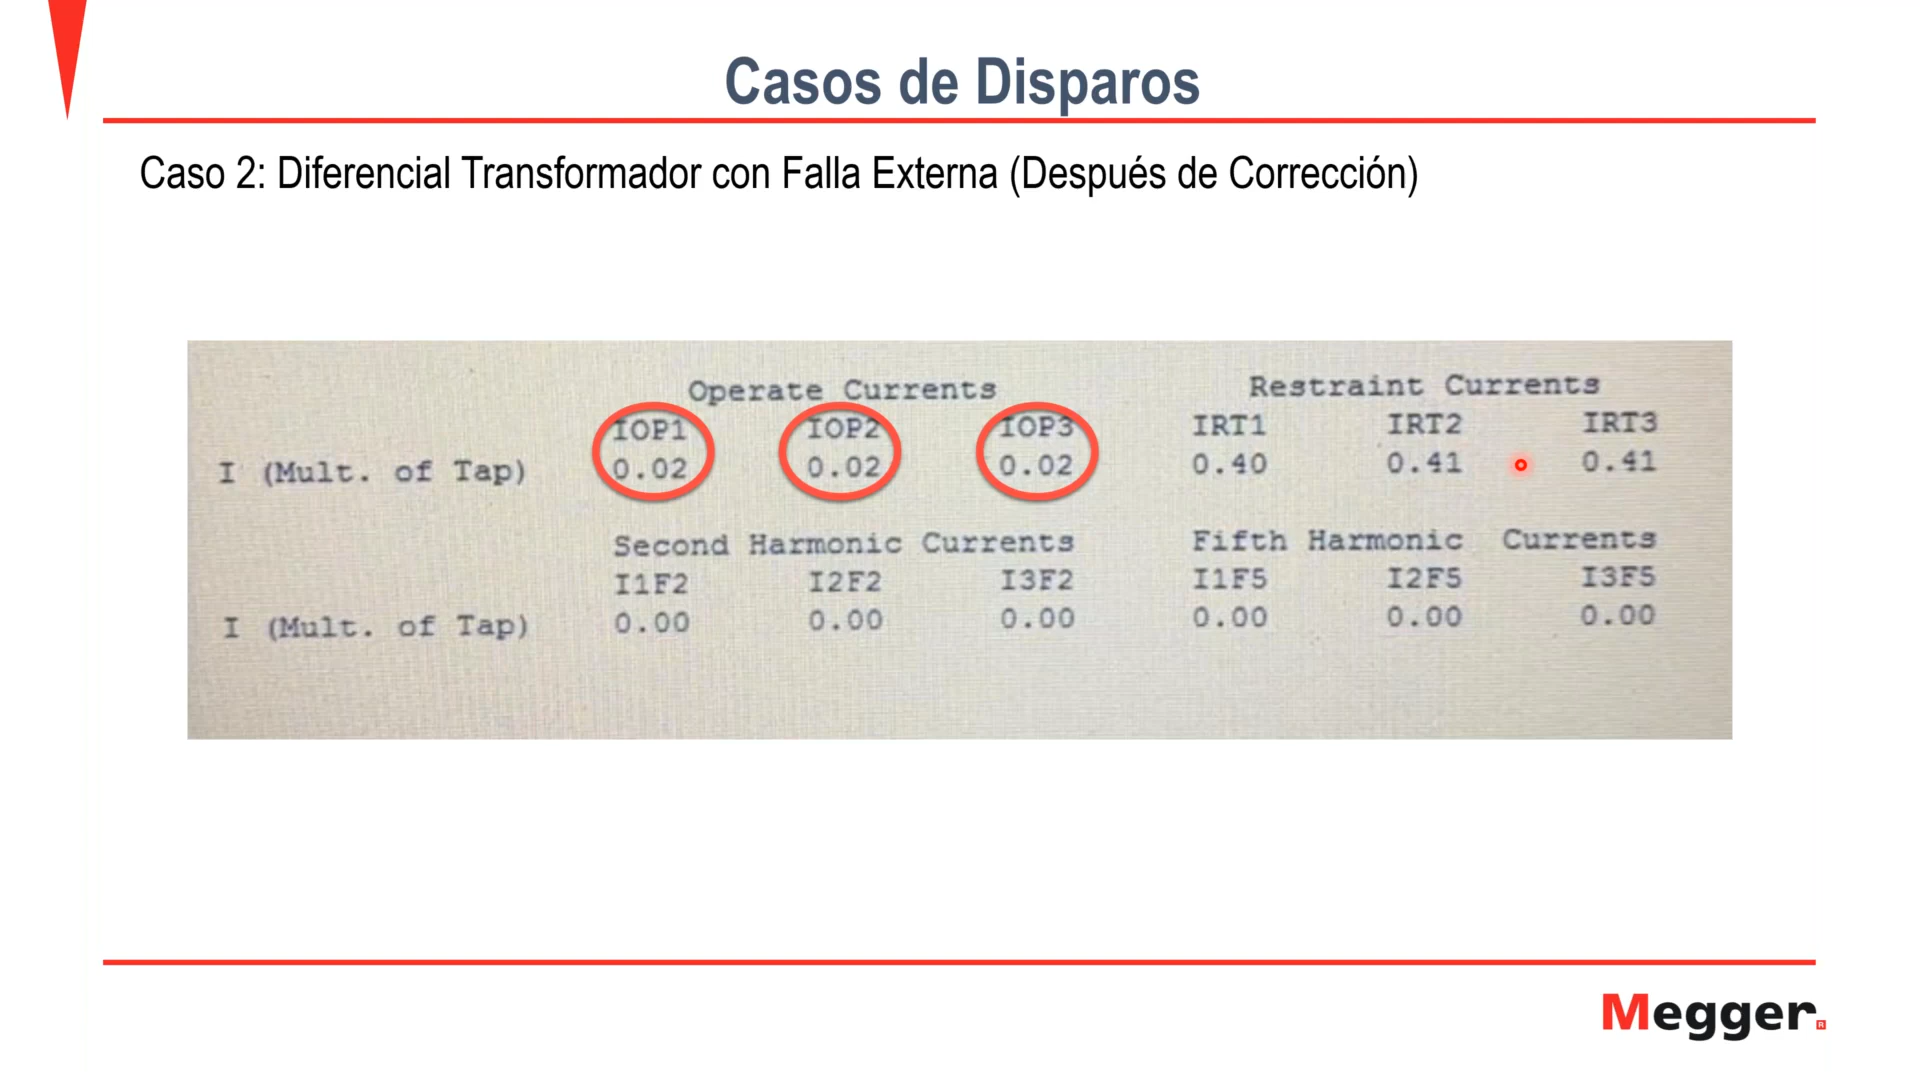 Casos de Disparos
Caso 2: Diferencial Transformador con Falla Externa (Después de Corrección)
Operate Currents Restraint Currents
IOP1 IOP2 IOP3 IRT1 IRT2 IRT3
I (Mult. of Tap) 0.02 0.02 0.02 0.40 0.41 0.41
Second Harmonic Currents Fifth Harmonic Currents
I1F2 I2F2 I3F2 I1F5 I2F5 I3F5
I (Mult. of Tap) 0.00 0.00 0.00 0.00 0.00 0.00
Megger®